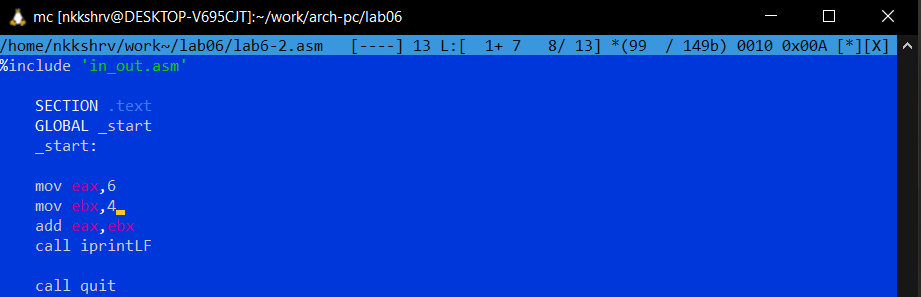 mc [nkkshrv@DESKTOP-V695CJT]:~/work/arch-pc/lab06
/home/nkkshrv/work~/lab06/lab6-2.asm   [----] 13 L:[  1+ 7   8/ 13] *(99  / 149b) 0010 0x00A [*][X]
%include 'in_out.asm'
SECTION .text
GLOBAL _start
_start:
mov eax,6
mov ebx,4
add eax,ebx
call iprintLF
call quit